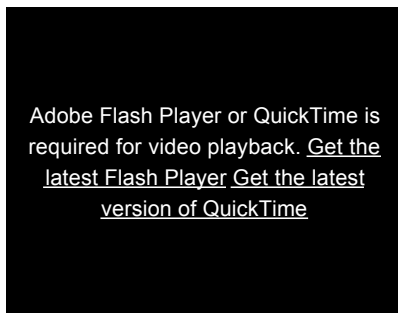 Adobe Flash Player or QuickTime is
required for video playback. Get the
latest Flash Player Get the latest
version of QuickTime